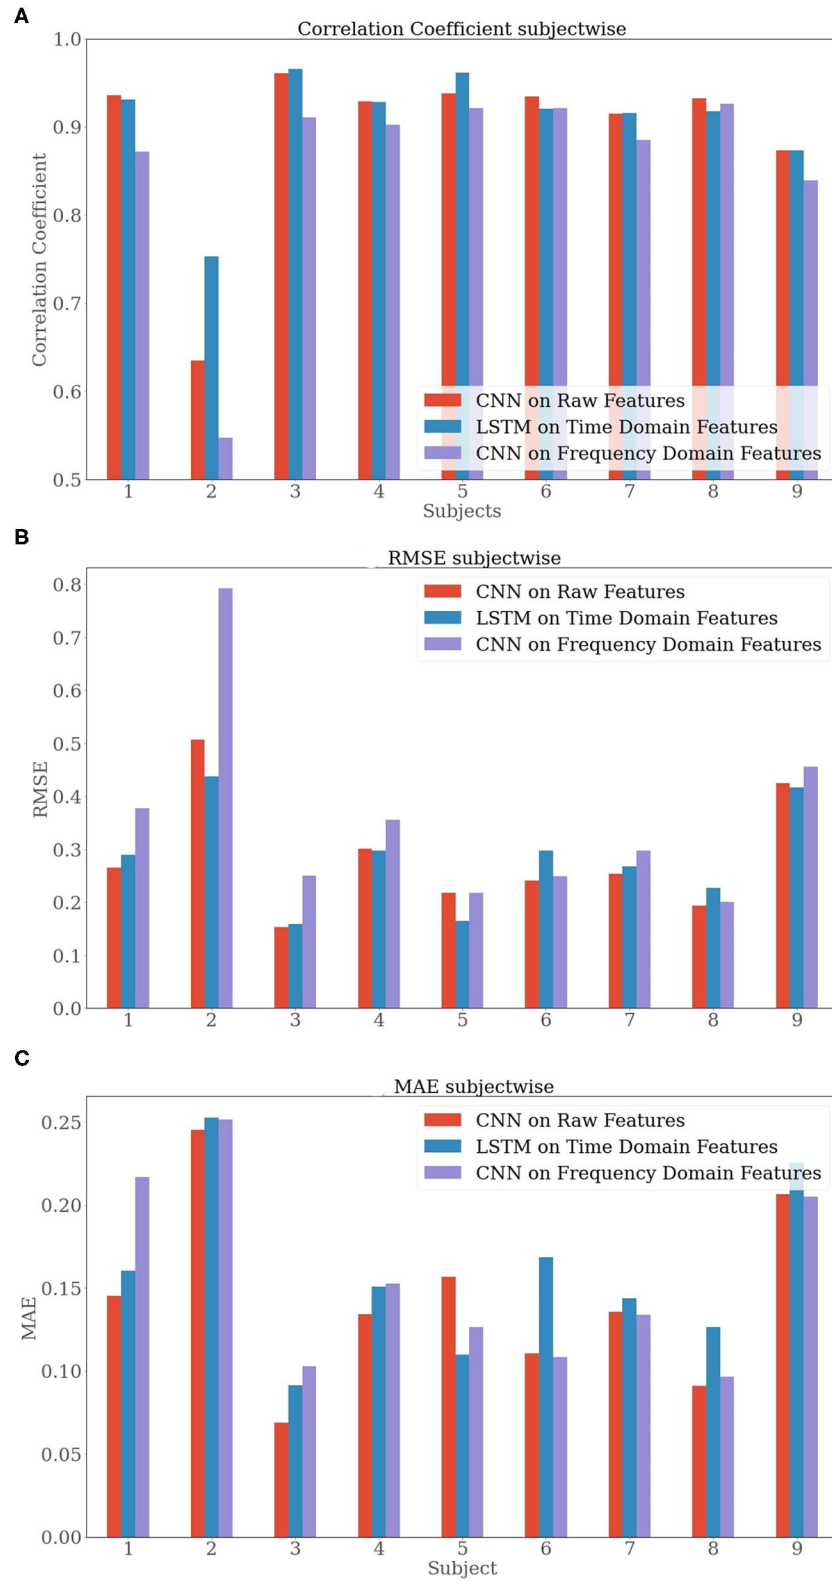 A
Correlation Coefficient subjectwise
1.0
0.9
0.8
0.7
0.6
0.5
Correlation Coefficient
CNN on Raw Features
LSTM on Time Domain Features
CNN on Frequency Domain Features
1 2 3 4 5 6 7 8 9
Subjects
B
RMSE subjectwise
0.8
0.7
0.6
0.5
0.4
0.3
0.2
0.1
0.0
RMSE
CNN on Raw Features
LSTM on Time Domain Features
CNN on Frequency Domain Features
1 2 3 4 5 6 7 8 9
C
MAE subjectwise
0.25
0.20
0.15
0.10
0.05
0.00
MAE
CNN on Raw Features
LSTM on Time Domain Features
CNN on Frequency Domain Features
1 2 3 4 5 6 7 8 9
Subject